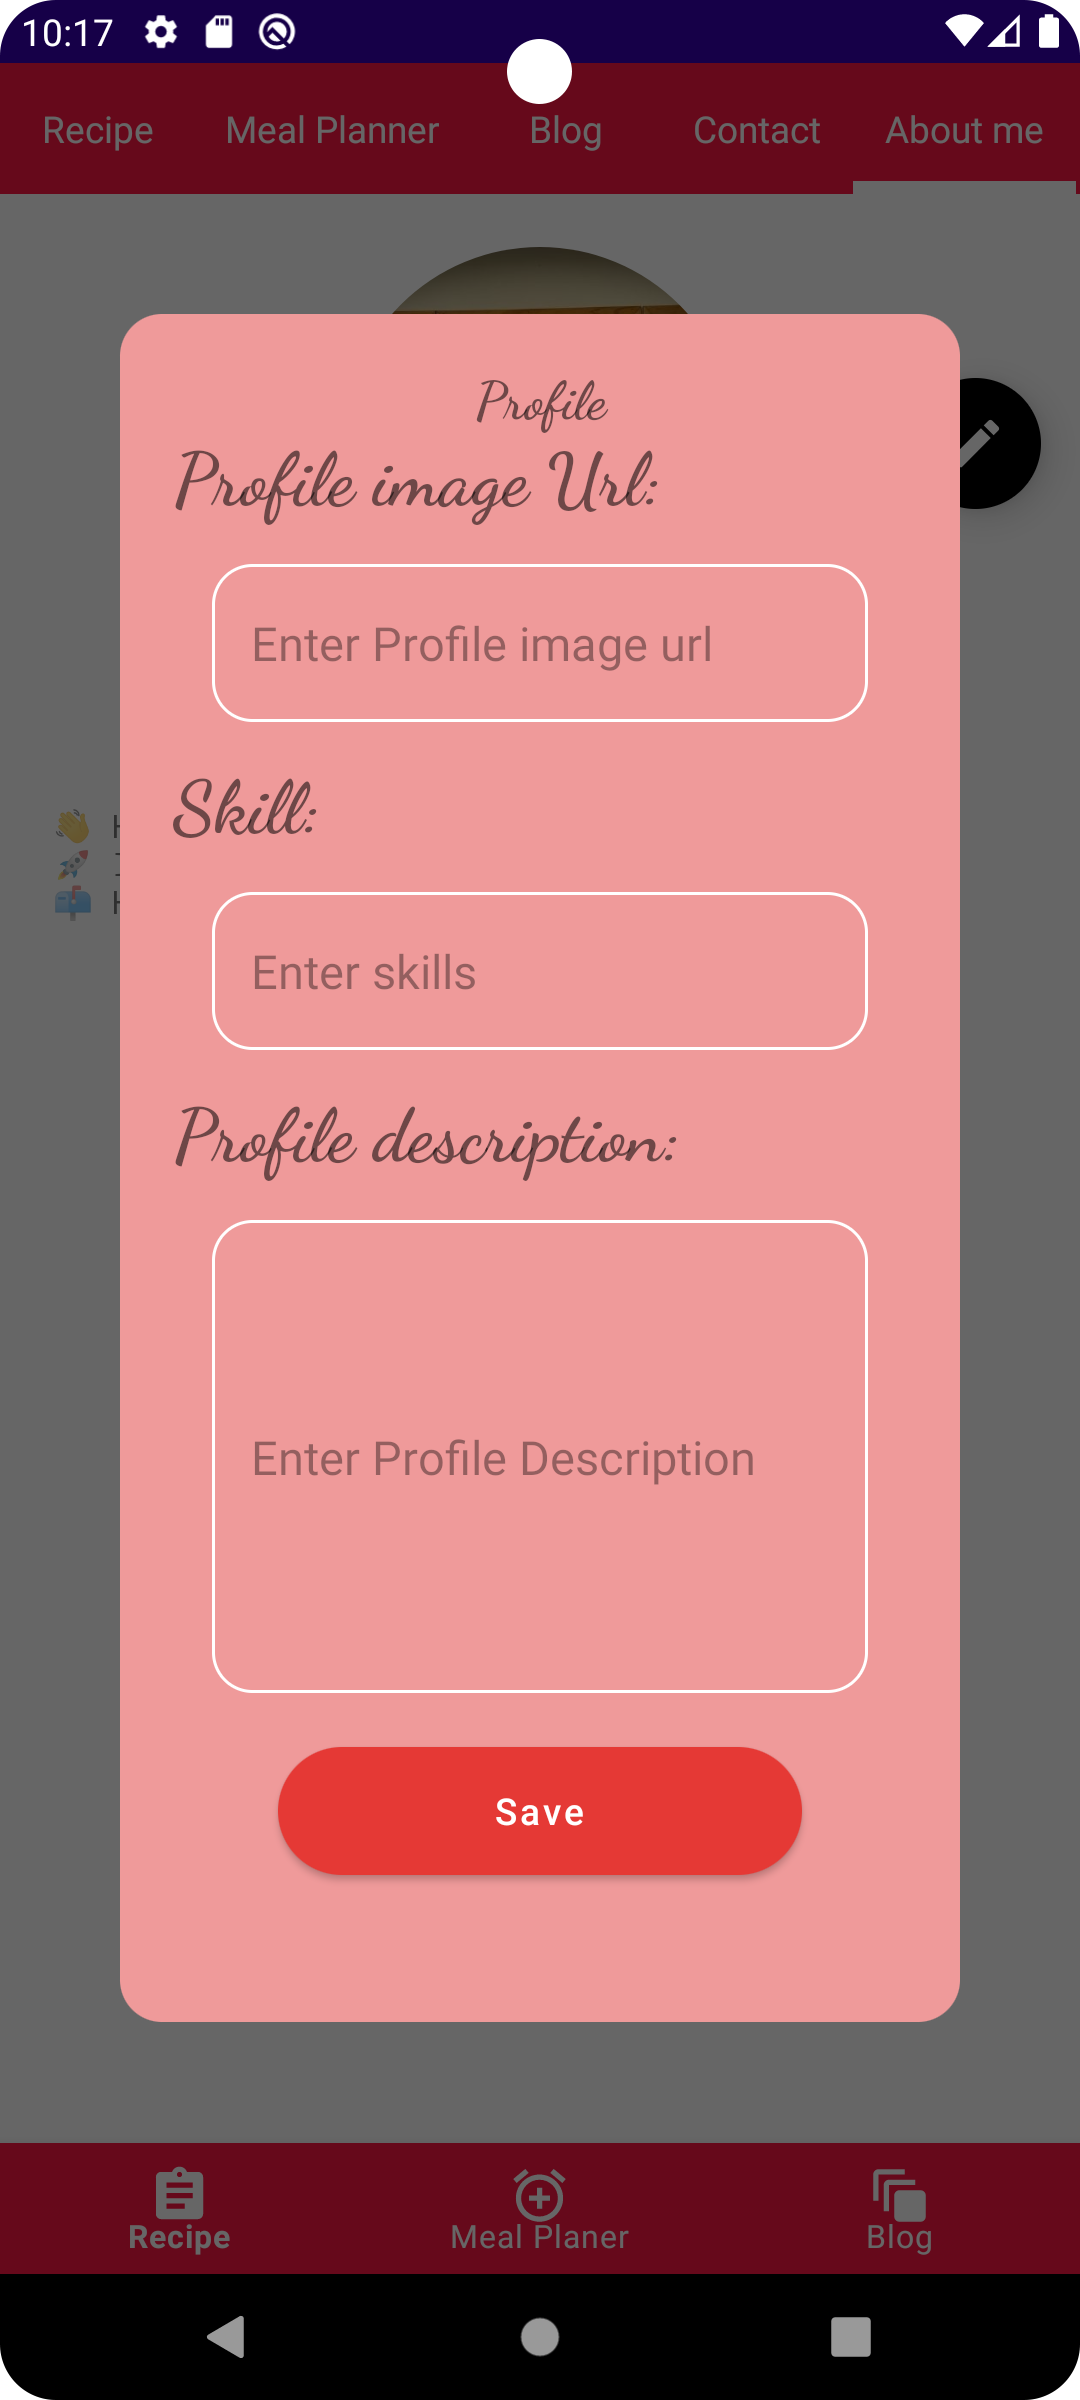 10:17
Recipe Meal Planner Blog Contact About me
Profile
Profile image Url:
Enter Profile image url
Skill:
Enter skills
Profile description:
Enter Profile Description
Save
Recipe Meal Planer Blog